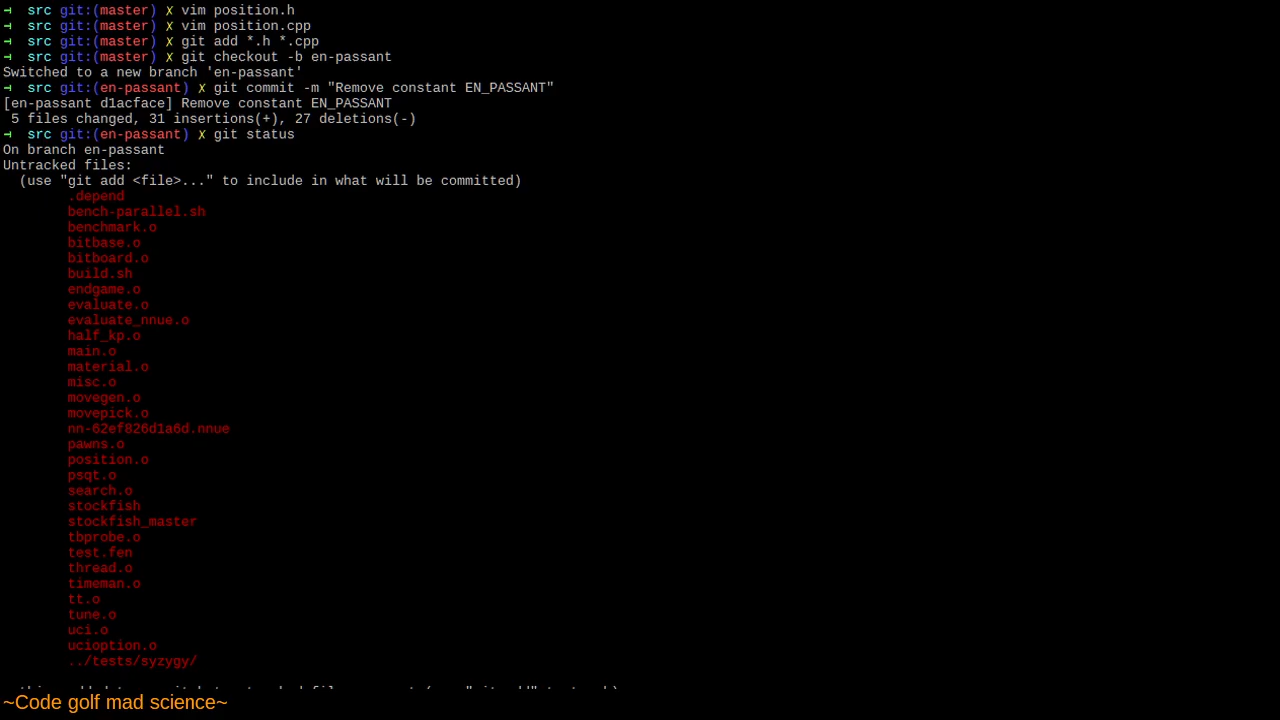 → src git:(master) ✗ vim position.h
→ src git:(master) ✗ vim position.cpp
→ src git:(master) ✗ git add *.h *.cpp
→ src git:(master) ✗ git checkout -b en-passant
Switched to a new branch 'en-passant'
→ src git:(en-passant) ✗ git commit -m "Remove constant EN_PASSANT"
[en-passant d1acface] Remove constant EN_PASSANT
5 files changed, 31 insertions(+), 27 deletions(-)
→ src git:(en-passant) ✗ git status
On branch en-passant
Untracked files:
(use "git add <file>..." to include in what will be committed)
.depend
bench-parallel.sh
benchmark.o
bitbase.o
bitboard.o
build.sh
endgame.o
evaluate.o
evaluate_nnue.o
half_kp.o
main.o
material.o
misc.o
movegen.o
movepick.o
nn-62ef826d1a6d.nnue
pawns.o
position.o
psqt.o
search.o
stockfish
stockfish_master
tbprobe.o
test.fen
thread.o
timeman.o
tt.o
tune.o
uci.o
ucioption.o
../tests/syzygy/
~Code golf mad science~